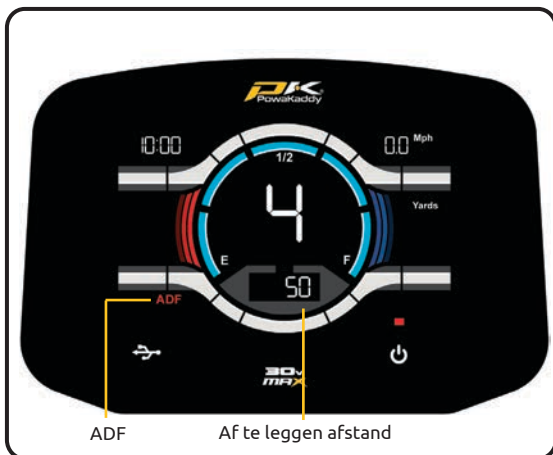 PK
PowaKaddy
10:00
0.0 Mph
1/2
4
Yards
E
F
50
ADF
30v
MAX
ADF
Af te leggen afstand